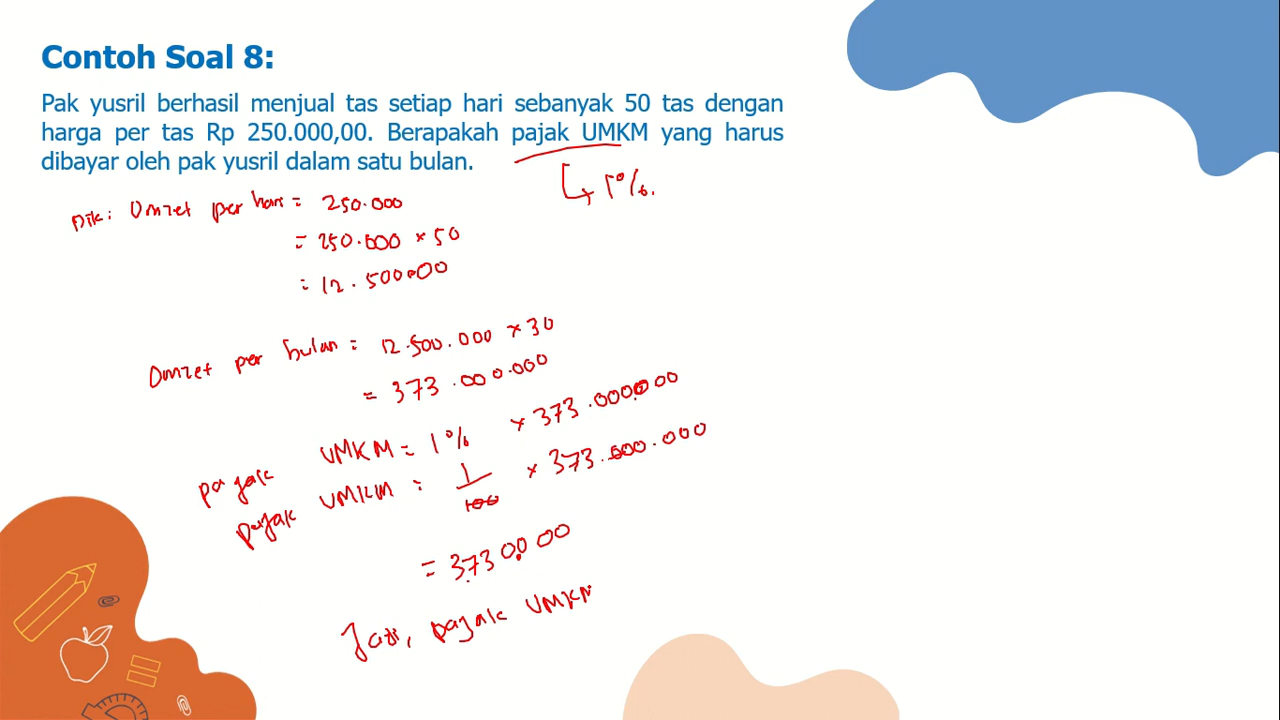 Contoh Soal 8:
Pak yusril berhasil menjual tas setiap hari sebanyak 50 tas dengan
harga per tas Rp 250.000,00. Berapakah pajak UMKM yang harus
dibayar oleh pak yusril dalam satu bulan.
1%.
Dik: Omzet per hari = 250.000
= 250.000 × 50
= 12.500.000
Omzet per bulan = 12.500.000 × 30
= 373.000.000
pajak UMKM = 1% × 373.000.000
pajak UMKM = 1/100 × 373.000.000
= 3.730.000
Jadi, pajak UMKM